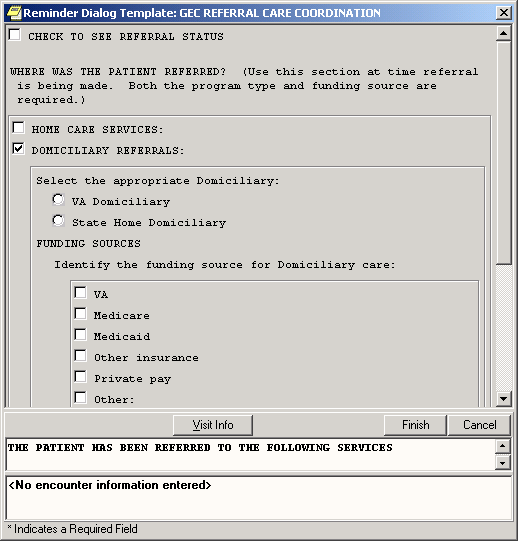 Reminder Dialog Template: GEC REFERRAL CARE COORDINATION
CHECK TO SEE REFERRAL STATUS
WHERE WAS THE PATIENT REFERRED? (Use this section at time referral
is being made. Both the program type and funding source are
required.)
HOME CARE SERVICES:
DOMICILIARY REFERRALS:
Select the appropriate Domiciliary:
VA Domiciliary
State Home Domiciliary
FUNDING SOURCES
Identify the funding source for Domiciliary care:
VA
Medicare
Medicaid
Other insurance
Private pay
Other:
Visit Info Finish Cancel
THE PATIENT HAS BEEN REFERRED TO THE FOLLOWING SERVICES
<No encounter information entered>
* Indicates a Required Field